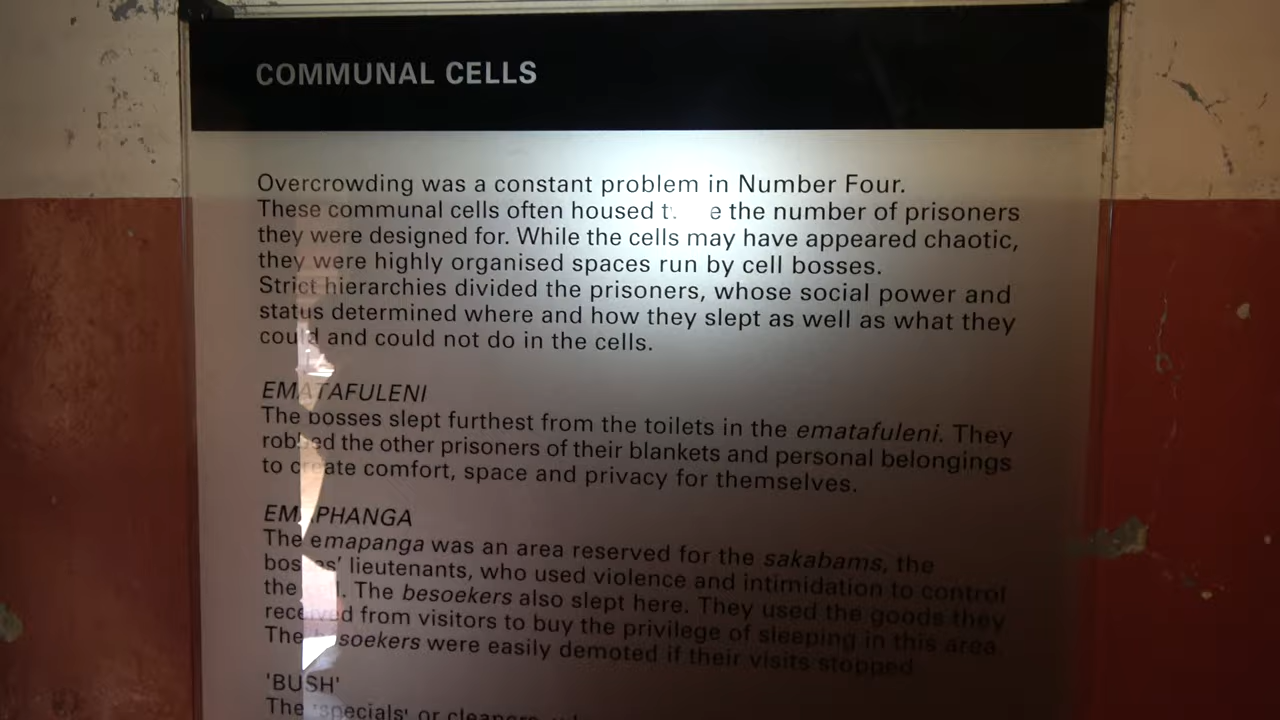 COMMUNAL CELLS
Overcrowding was a constant problem in Number Four.
These communal cells often housed the number of prisoners
they were designed for. While the cells may have appeared chaotic,
they were highly organised spaces run by cell bosses.
Strict hierarchies divided the prisoners, whose social power and
status determined where and how they slept as well as what they
could and could not do in the cells.
EMATAFULENI
The bosses slept furthest from the toilets in the ematafuleni. They
robbed the other prisoners of their blankets and personal belongings
to create comfort, space and privacy for themselves.
EMAPHANGA
The emapanga was an area reserved for the sakabams, the
bosses' lieutenants, who used violence and intimidation to control
the The besoekers also slept here. They used the goods they
received from visitors to buy the privilege of sleeping in this area.
The besoekers were easily demoted if their visits stopped.
'BUSH'
The 'specials' or cleaners